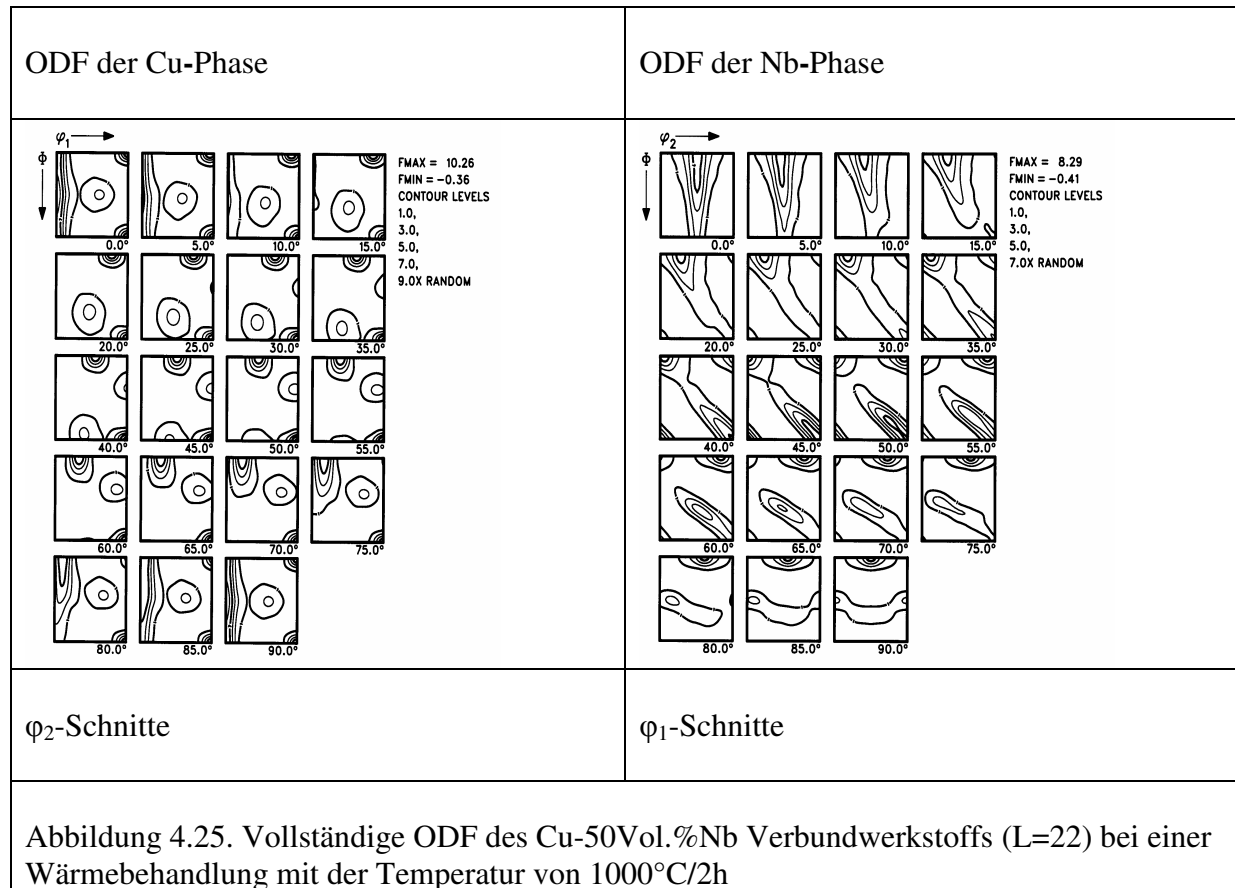 ODF der Cu-Phase
ODF der Nb-Phase
φ1
Φ
FMAX = 10.26
FMIN = -0.36
CONTOUR LEVELS
1.0,
3.0,
5.0,
7.0,
9.0X RANDOM
0.0° 5.0° 10.0° 15.0°
20.0° 25.0° 30.0° 35.0°
40.0° 45.0° 50.0° 55.0°
60.0° 65.0° 70.0° 75.0°
80.0° 85.0° 90.0°
φ2
Φ
FMAX = 8.29
FMIN = -0.41
CONTOUR LEVELS
1.0,
3.0,
5.0,
7.0X RANDOM
0.0° 5.0° 10.0° 15.0°
20.0° 25.0° 30.0° 35.0°
40.0° 45.0° 50.0° 55.0°
60.0° 65.0° 70.0° 75.0°
80.0° 85.0° 90.0°
φ2-Schnitte
φ1-Schnitte
Abbildung 4.25. Vollständige ODF des Cu-50Vol.%Nb Verbundwerkstoffs (L=22) bei einer
Wärmebehandlung mit der Temperatur von 1000°C/2h